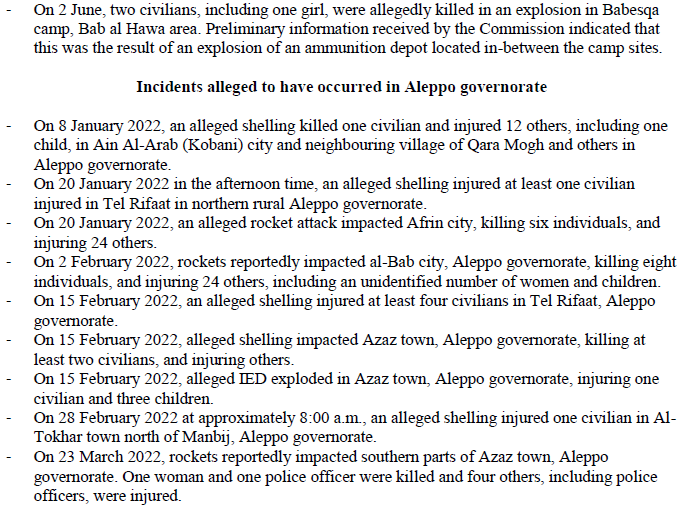 - On 2 June, two civilians, including one girl, were allegedly killed in an explosion in Babesqa
camp, Bab al Hawa area. Preliminary information received by the Commission indicated that
this was the result of an explosion of an ammunition depot located in-between the camp sites.
Incidents alleged to have occurred in Aleppo governorate
- On 8 January 2022, an alleged shelling killed one civilian and injured 12 others, including one
child, in Ain Al-Arab (Kobani) city and neighbouring village of Qara Mogh and others in
Aleppo governorate.
- On 20 January 2022 in the afternoon time, an alleged shelling injured at least one civilian
injured in Tel Rifaat in northern rural Aleppo governorate.
- On 20 January 2022, an alleged rocket attack impacted Afrin city, killing six individuals, and
injuring 24 others.
- On 2 February 2022, rockets reportedly impacted al-Bab city, Aleppo governorate, killing eight
individuals, and injuring 24 others, including an unidentified number of women and children.
- On 15 February 2022, an alleged shelling injured at least four civilians in Tel Rifaat, Aleppo
governorate.
- On 15 February 2022, alleged shelling impacted Azaz town, Aleppo governorate, killing at
least two civilians, and injuring others.
- On 15 February 2022, alleged IED exploded in Azaz town, Aleppo governorate, injuring one
civilian and three children.
- On 28 February 2022 at approximately 8:00 a.m., an alleged shelling injured one civilian in Al-
Tokhar town north of Manbij, Aleppo governorate.
- On 23 March 2022, rockets reportedly impacted southern parts of Azaz town, Aleppo
governorate. One woman and one police officer were killed and four others, including police
officers, were injured.